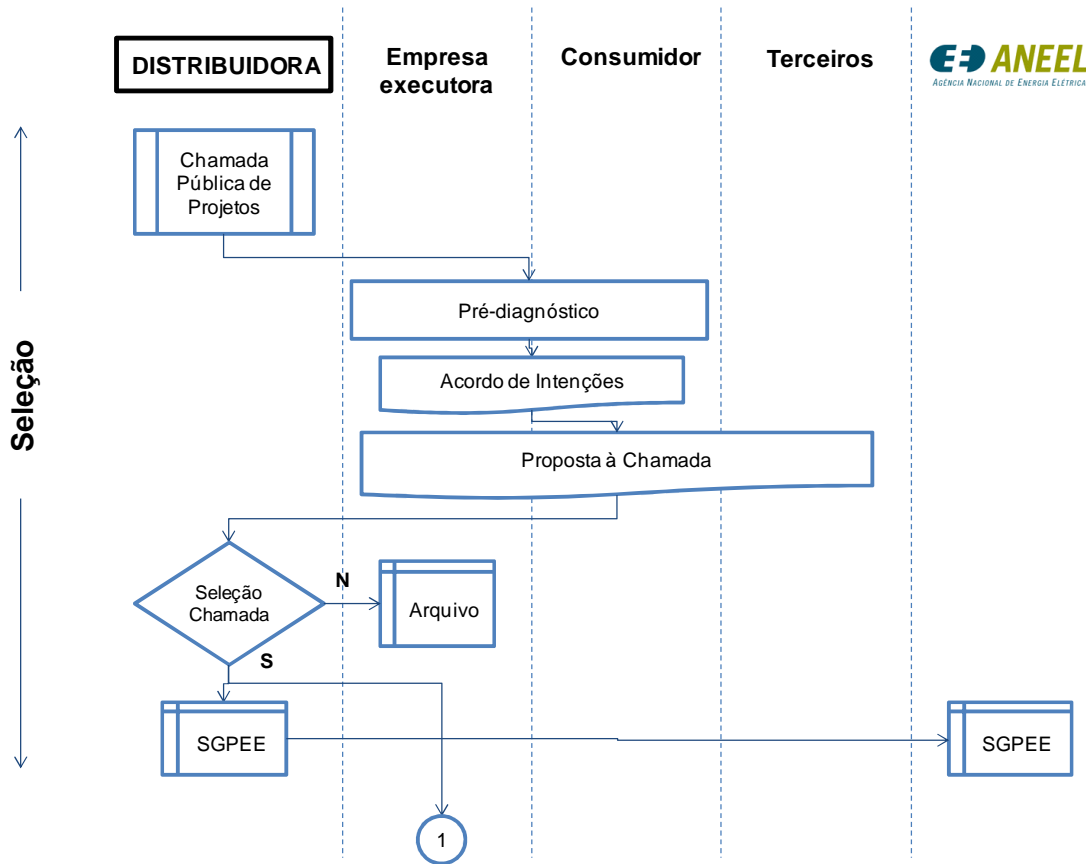 DISTRIBUIDORA
Empresa
executora
Consumidor
Terceiros
ANEEL
AGÊNCIA NACIONAL DE ENERGIA ELÉTRICA
Seleção
Chamada
Pública de
Projetos
Pré-diagnóstico
Acordo de Intenções
Proposta à Chamada
Seleção
Chamada
N
Arquivo
S
SGPEE
SGPEE
1